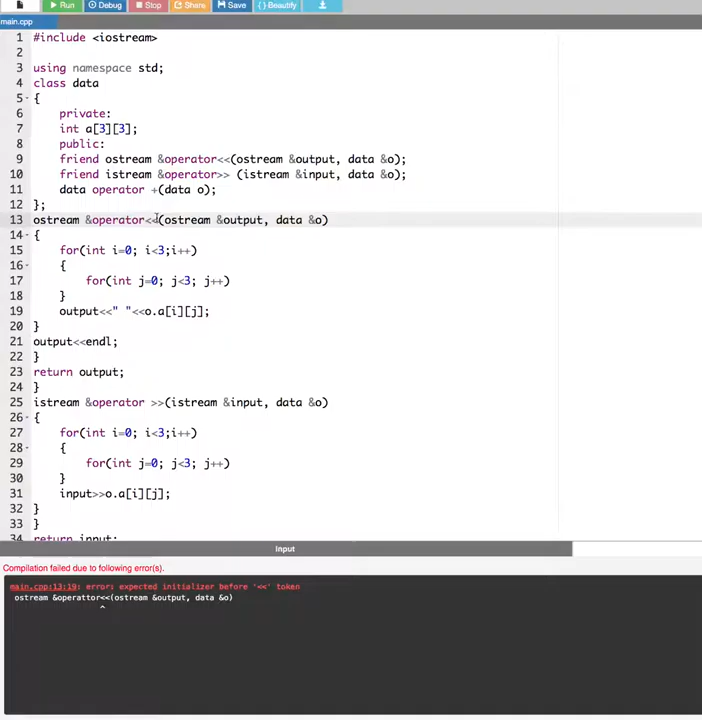 Run Debug Stop Share Save {} Beautify
main.cpp
1 #include <iostream>
2
3 using namespace std;
4 class data
5 {
6 private:
7 int a[3][3];
8 public:
9 friend ostream &operator<<(ostream &output, data &o);
10 friend istream &operator>> (istream &input, data &o);
11 data operator +(data o);
12 };
13 ostream &operator<<(ostream &output, data &o)
14 {
15 for(int i=0; i<3;i++)
16 {
17 for(int j=0; j<3; j++)
18 }
19 output<<" "<<o.a[i][j];
20 }
21 output<<endl;
22 }
23 return output;
24 }
25 istream &operator >>(istream &input, data &o)
26 {
27 for(int i=0; i<3;i++)
28 {
29 for(int j=0; j<3; j++)
30 }
31 input>>o.a[i][j];
32 }
33 }
34 return input;
Input
Compilation failed due to following error(s).
main.cpp:13:19: error: expected initializer before '<<' token
ostream &operattor<<(ostream &output, data &o)
^